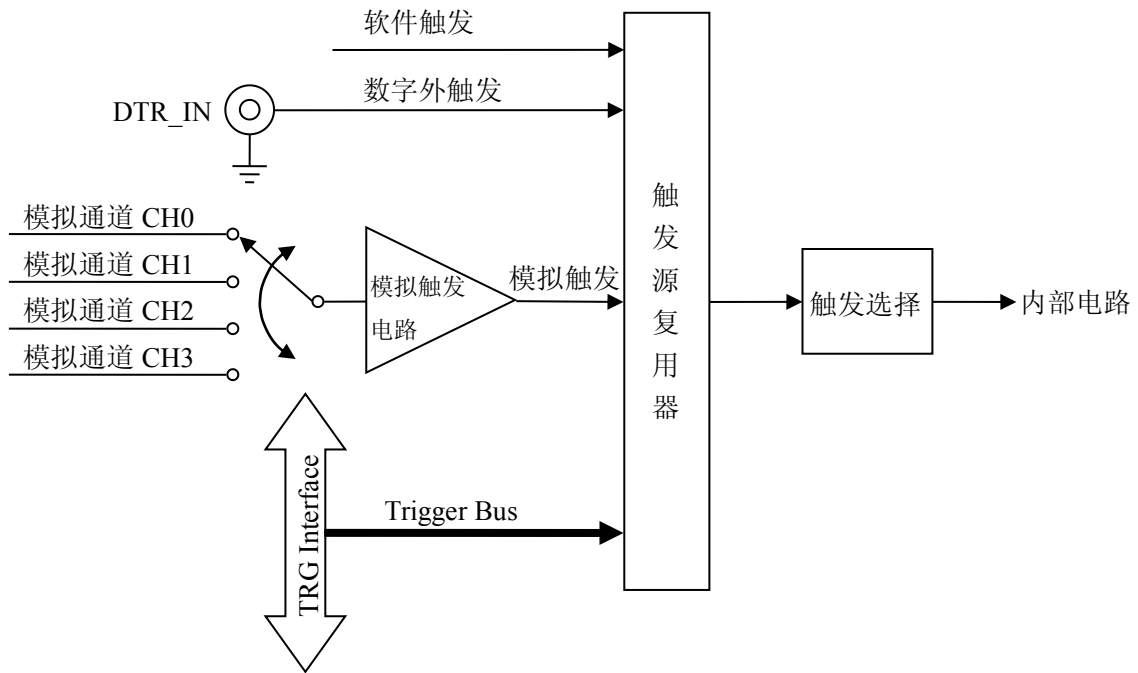 软件触发
数字外触发
DTR_IN
模拟通道 CH0
模拟通道 CH1
模拟通道 CH2
模拟通道 CH3
模拟触发
电路
模拟触发
触发源复用器
触发选择
内部电路
TRG Interface
Trigger Bus